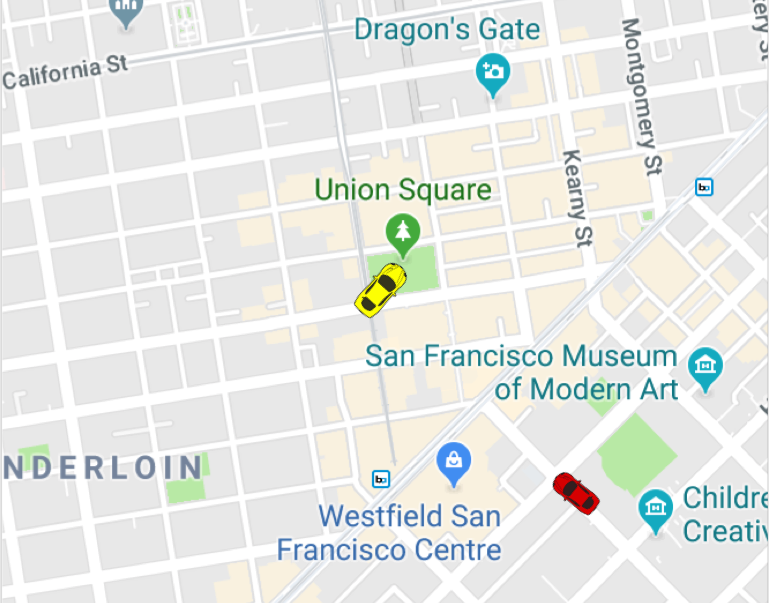 Dragon's Gate
California St
Montgomery St
Kearny St
Union Square
San Francisco Museum
of Modern Art
NDERLOIN
Westfield San
Francisco Centre
Childre
Creativ